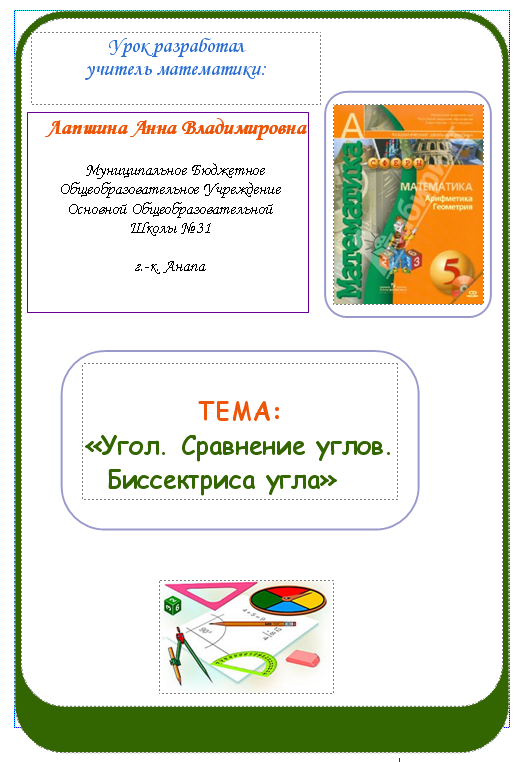 Урок разработал
учитель математики:
Лапшина Анна Владимировна
Муниципальное Бюджетное
Общеобразовательное Учреждение
Основной Общеобразовательной
Школы №31
г.-к. Анапа
А
Математика
СФЕРЫ
МАТЕМАТИКА
Арифметика
Геометрия
5
ТЕМА:
«Угол. Сравнение углов.
Биссектриса угла»
90°